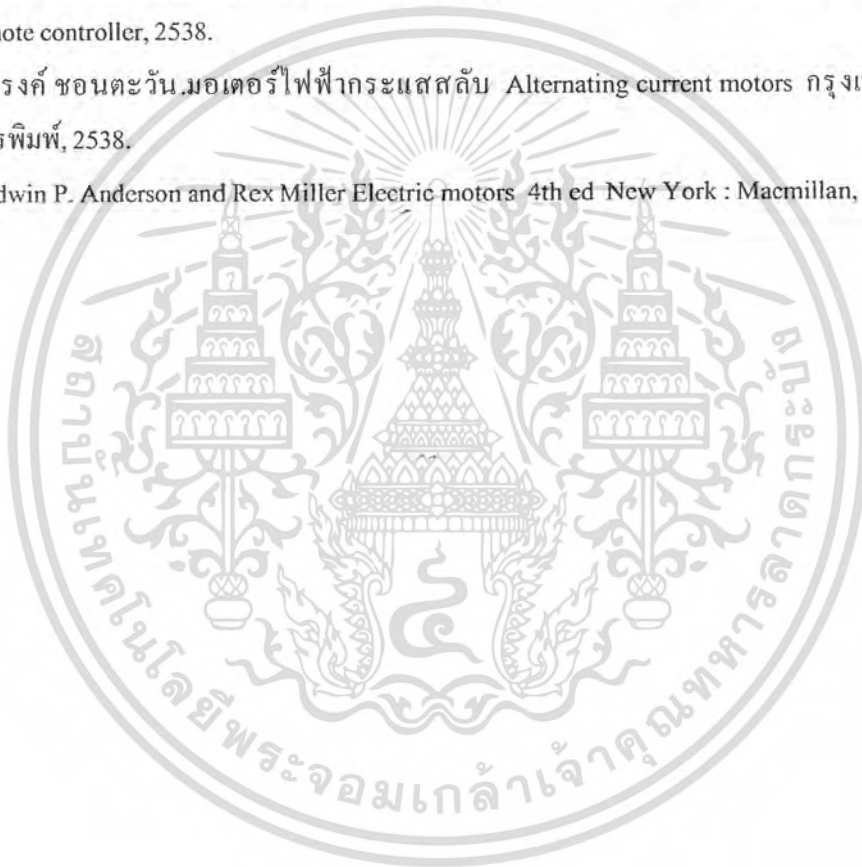 note controller, 2538.
รงค์ ชอนตะวัน.มอเตอร์ไฟฟ้ากระแสสลับ Alternating current motors กรุงเ
รพิมพ์, 2538.
dwin P. Anderson and Rex Miller Electric motors 4th ed New York : Macmillan,
สถาบันเทคโนโลยีพระจอมเกล้าเจ้าคุณทหารลาดกระบัง